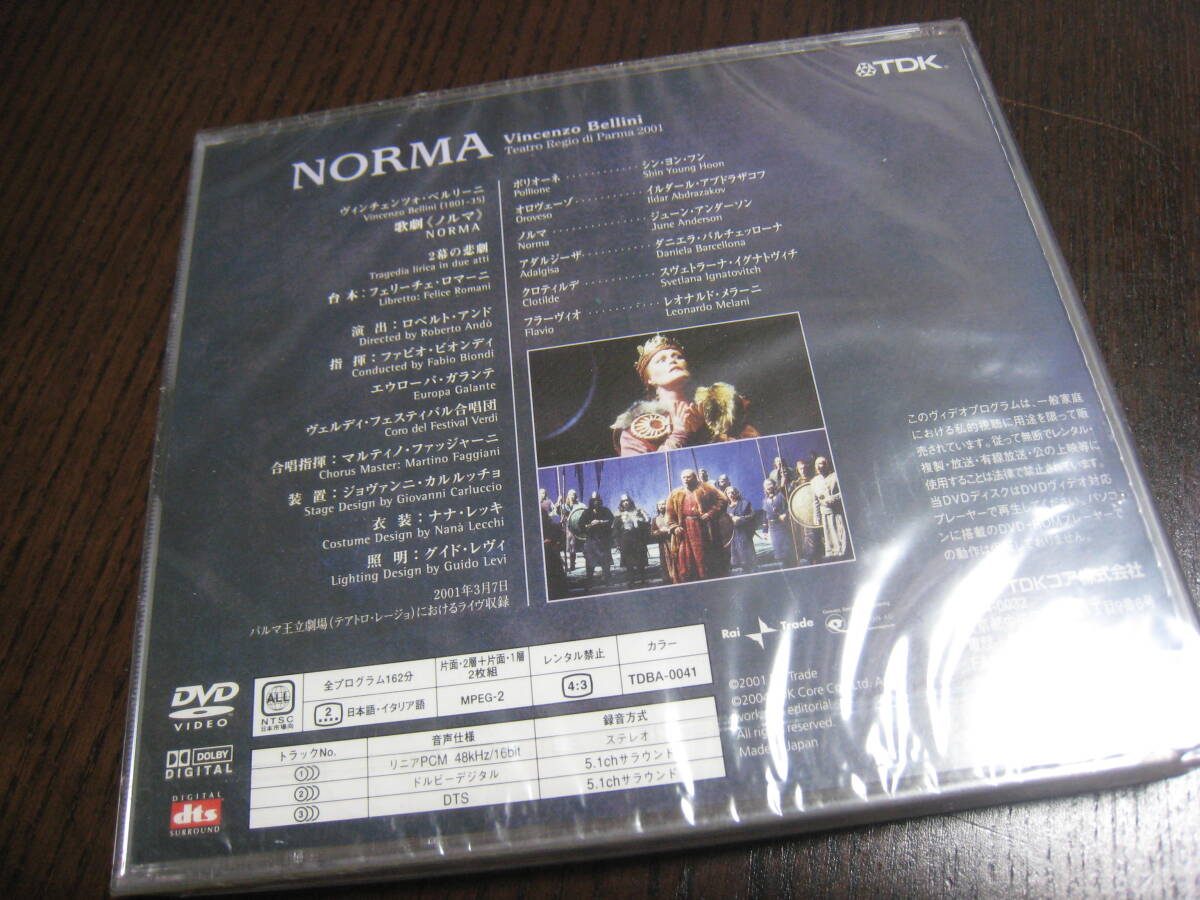 TDK
NORMA
Vincenzo Bellini
Teatro Regio di Parma 2001
ヴィンチェンツォ・ベルリーニ
Vincenzo Bellini (1801-35)
歌劇《ノルマ》
NORMA
2幕の悲劇
Tragedia lirica in due atti
台本:フェリーチェ・ロマーニ
Libretto: Felice Romani
演出:ロベルト・アンド
Directed by Roberto Andò
指揮:ファビオ・ビオンディ
Conducted by Fabio Biondi
エウローパ・ガランテ
Europa Galante
ヴェルディ・フェスティバル合唱団
Coro del Festival Verdi
合唱指揮:マルティノ・ファッジャーニ
Chorus Master: Martino Faggiani
装置:ジョヴァンニ・カルルッチョ
Stage Design by Giovanni Carluccio
衣装:ナナ・レッキ
Costume Design by Nanà Lecchi
照明:グイド・レヴィ
Lighting Design by Guido Levi
2001年3月7日
パルマ王立劇場(テアトロ・レージョ)におけるライヴ収録
ポリオーネ ............ シン・ヨン・フン
Pollione Shin Young Hoon
オロヴェーゾ .......... イルダール・アブドラザコフ
Oroveso Ildar Abdrazakov
ノルマ ............... ジューン・アンダーソン
Norma June Anderson
アダルジーザ .......... ダニエラ・バルチェッローナ
Adalgisa Daniela Barcellona
クロティルデ .......... スヴェトラーナ・イグナトヴィチ
Clotilde Svetlana Ignatovitch
フラーヴィオ .......... レオナルド・メラーニ
Flavio Leonardo Melani
このヴィデオプログラムは、一般家庭
における私的視聴に用途を限って販
売されています。従って無断でレンタル・
複製・放送・有線放送・公の上映等に
使用することは法律で禁止されています。
当DVDディスクはDVDヴィデオ対応
プレーヤーで再生してください。パソコ
ンに搭載のDVD-ROMプレーヤー
の動作は おりません。
TDKコア株式会社
Rai Trade
©2001 Trade
©2004 TDK Core Co., Ltd.
All rights reserved.
Made in Japan
DVD
VIDEO
ALL
NTSC
日本市場向
全プログラム162分
2 日本語・イタリア語
片面・2層+片面・1層
2枚組
MPEG-2
レンタル禁止
4:3
カラー
TDBA-0041
DOLBY
DIGITAL
DIGITAL
dts
SURROUND
トラックNo. 音声仕様 録音方式
1 リニアPCM 48kHz/16bit ステレオ
2 ドルビーデジタル 5.1chサラウンド
3 DTS 5.1chサラウンド